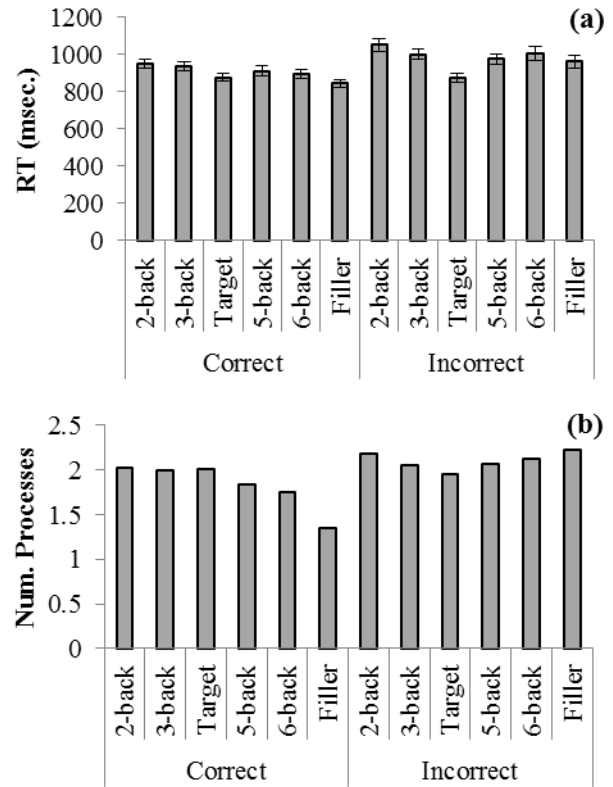 (a)
RT (msec.)
1200
1000
800
600
400
200
0
2-back
3-back
Target
5-back
6-back
Filler
2-back
3-back
Target
5-back
6-back
Filler
Correct
Incorrect
(b)
Num. Processes
2.5
2
1.5
1
0.5
0
2-back
3-back
Target
5-back
6-back
Filler
2-back
3-back
Target
5-back
6-back
Filler
Correct
Incorrect